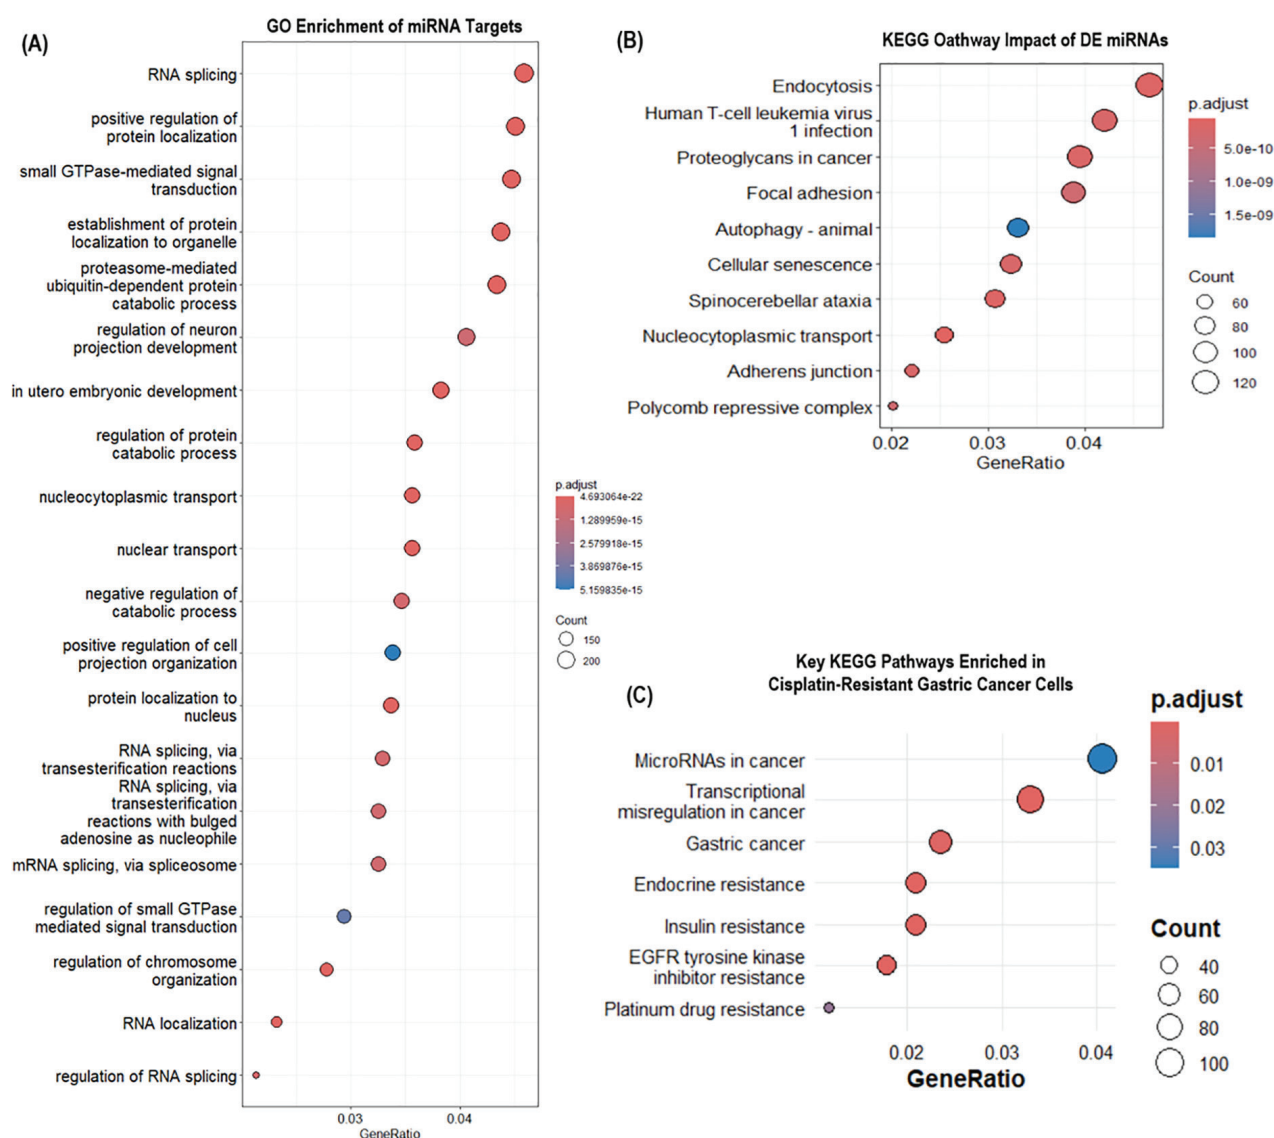 (A)
GO Enrichment of miRNA Targets
RNA splicing
positive regulation of
protein localization
small GTPase-mediated signal
transduction
establishment of protein
localization to organelle
proteasome-mediated
ubiquitin-dependent protein
catabolic process
regulation of neuron
projection development
in utero embryonic development
regulation of protein
catabolic process
nucleocytoplasmic transport
nuclear transport
negative regulation of
catabolic process
positive regulation of cell
projection organization
protein localization to
nucleus
RNA splicing, via
transesterification reactions
RNA splicing, via
transesterification
reactions with bulged
adenosine as nucleophile
mRNA splicing, via spliceosome
regulation of small GTPase
mediated signal transduction
regulation of chromosome
organization
RNA localization
regulation of RNA splicing
0.03 0.04
GeneRatio
p.adjust
4.693064e-22
1.289959e-15
2.579918e-15
3.869876e-15
5.159835e-15
Count
150
200
(B)
KEGG Oathway Impact of DE miRNAs
Endocytosis
Human T-cell leukemia virus
1 infection
Proteoglycans in cancer
Focal adhesion
Autophagy - animal
Cellular senescence
Spinocerebellar ataxia
Nucleocytoplasmic transport
Adherens junction
Polycomb repressive complex
0.02 0.03 0.04
GeneRatio
p.adjust
5.0e-10
1.0e-09
1.5e-09
Count
60
80
100
120
(C)
Key KEGG Pathways Enriched in
Cisplatin-Resistant Gastric Cancer Cells
MicroRNAs in cancer
Transcriptional
misregulation in cancer
Gastric cancer
Endocrine resistance
Insulin resistance
EGFR tyrosine kinase
inhibitor resistance
Platinum drug resistance
0.02 0.03 0.04
GeneRatio
p.adjust
0.01
0.02
0.03
Count
40
60
80
100